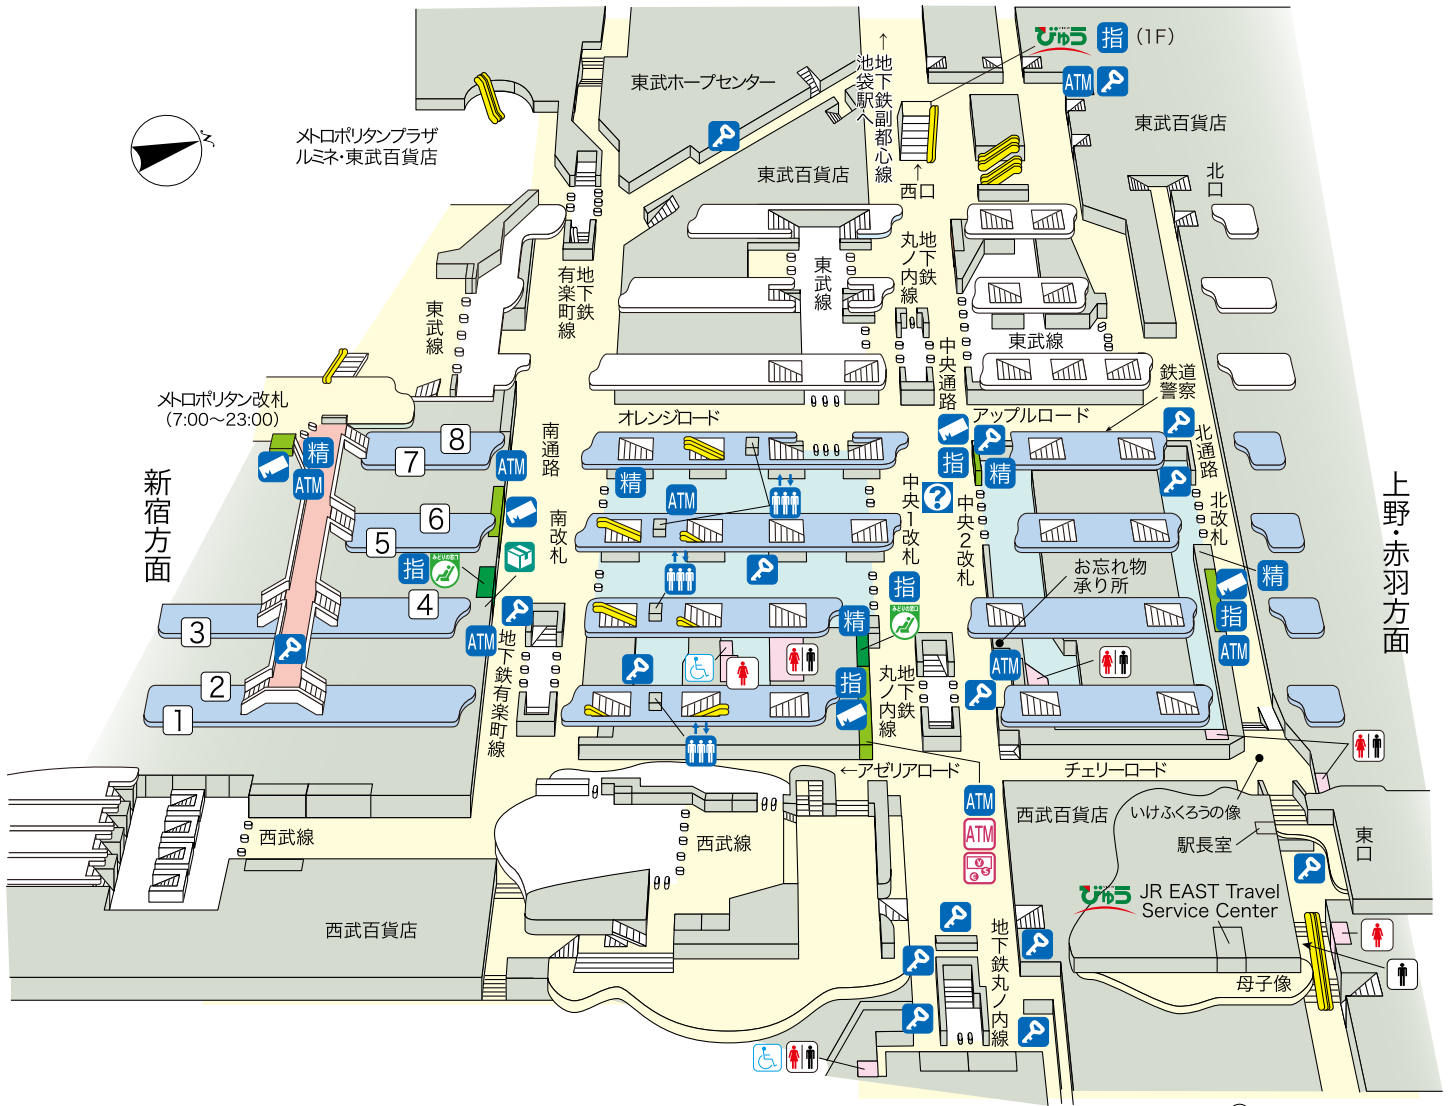 びゅう 指 (1F)
ATM
↑地下鉄副都心線
池袋駅へ
東武ホープセンター
東武百貨店
メトロポリタンプラザ
ルミネ・東武百貨店
東武百貨店
↑
西口
北口
地下鉄
有楽町線
東武線
東武線
地下鉄
丸ノ内線
東武線
中央通路
鉄道
警察
メトロポリタン改札
(7:00〜23:00)
オレンジロード
アップルロード
南通路
北通路
8
7
精
ATM
ATM
精
ATM
指
精
?
中央1改札
中央2改札
北改札
新宿方面
上野・赤羽方面
6
5
南改札
指
みどりの窓口
お忘れ物
承り所
精
指
ATM
4
3
ATM
地下鉄有楽町線
精
指
みどりの窓口
ATM
2
1
指
地下鉄
丸ノ内線
←アゼリアロード
チェリーロード
ATM
ATM
西武百貨店
いけふくろうの像
駅長室
東口
西武線
西武線
びゅう JR EAST Travel
Service Center
西武百貨店
地下鉄丸ノ内線
母子像